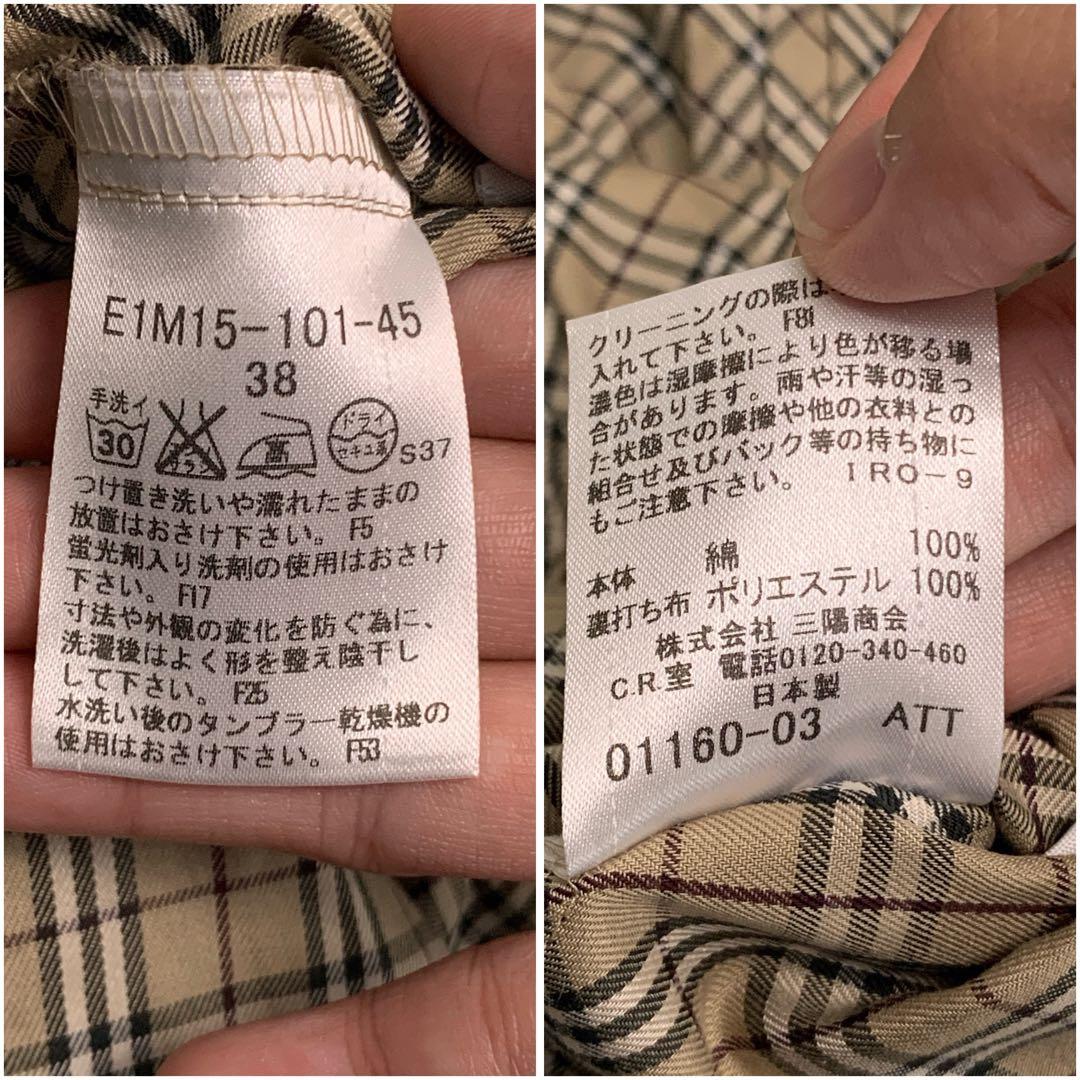 E1M15-101-45
38
手洗イ
30
エンソサラシ
高
ドライ
セキユ系
S37
つけ置き洗いや濡れたままの
放置はおさけ下さい。 F5
蛍光剤入り洗剤の使用はおさけ
下さい。 F17
寸法や外観の変化を防ぐ為に、
洗濯後はよく形を整え陰干し
して下さい。 F25
水洗い後のタンブラー乾燥機の
使用はおさけ下さい。 F53
クリーニングの際は
入れて下さい。 F81
濃色は湿摩擦により色が移る場
合があります。雨や汗等の湿っ
た状態での摩擦や他の衣料との
組合せ及びバック等の持ち物に
もご注意下さい。 IRO-9
本体 綿 100%
裏打ち布 ポリエステル 100%
株式会社 三陽商会
C.R.室 電話0120-340-460
日本製
01160-03 ATT